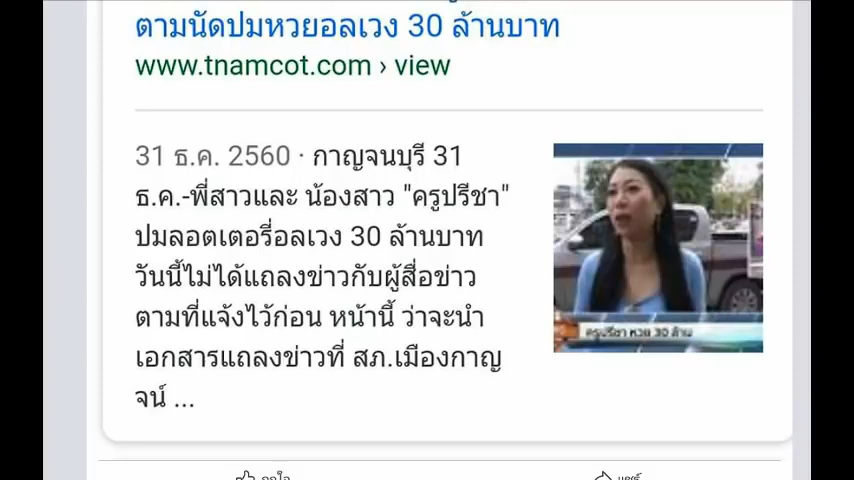 ตามนัดปมหวยอลเวง 30 ล้านบาท
www.tnamcot.com › view
31 ธ.ค. 2560 · กาญจนบุรี 31
ธ.ค.-พี่สาวและ น้องสาว "ครูปรีชา"
ปมลอตเตอรี่อลเวง 30 ล้านบาท
วันนี้ไม่ได้แถลงข่าวกับผู้สื่อข่าว
ตามที่แจ้งไว้ก่อน หน้านี้ ว่าจะนำ
เอกสารแถลงข่าวที่ สภ.เมืองกาญ
จน์ ...
ครูปรีชา หวย 30 ล้าน
ถูกใจ
แชร์